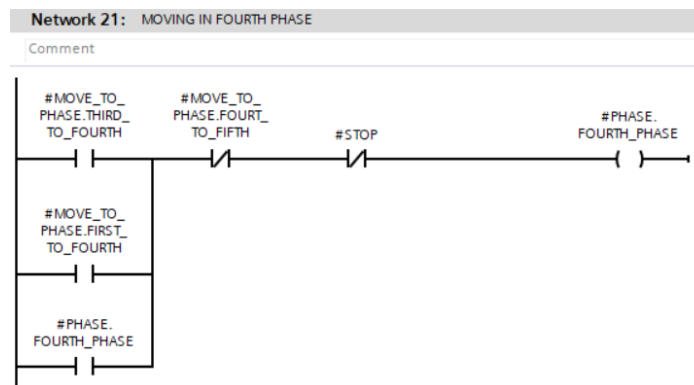 Network 21: MOVING IN FOURTH PHASE
Comment
#MOVE_TO_
PHASE.THIRD_
TO_FOURTH
#MOVE_TO_
PHASE.FOURT_
TO_FIFTH
#STOP
#PHASE.
FOURTH_PHASE
#MOVE_TO_
PHASE.FIRST_
TO_FOURTH
#PHASE.
FOURTH_PHASE